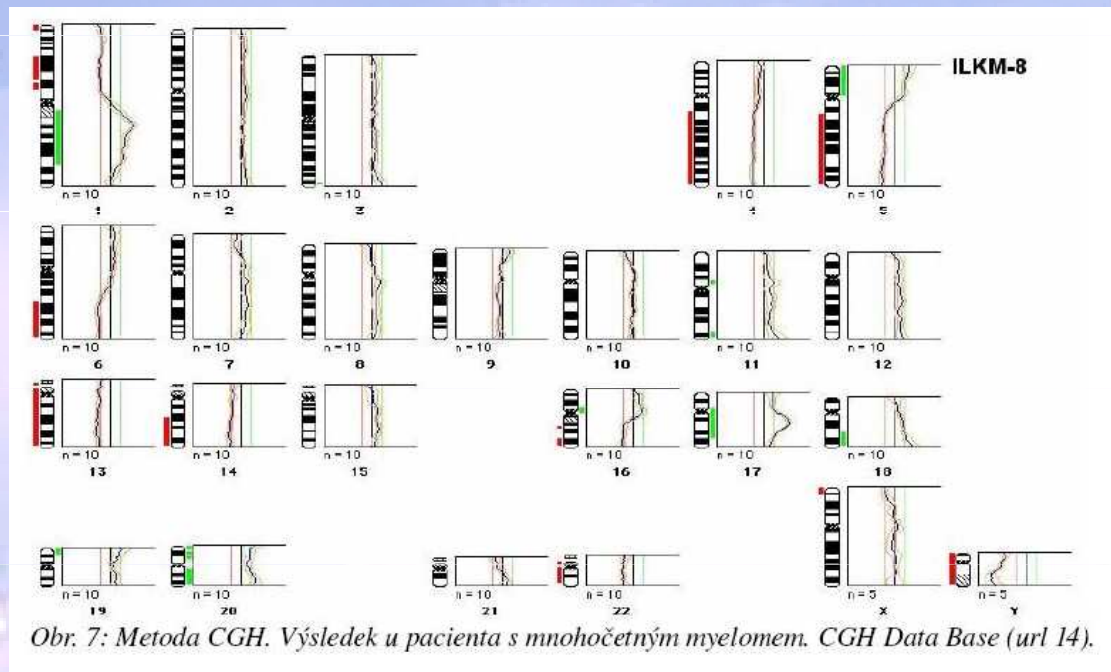 ILKM-8
n = 10 n = 10 n = 10 n = 10 n = 10
1 2 3 4 5
n = 10 n = 10 n = 10 n = 10 n = 10 n = 10 n = 10
6 7 8 9 10 11 12
n = 10 n = 10 n = 10 n = 10 n = 10 n = 10
13 14 15 16 17 18
n = 10 n = 10 n = 10 n = 10 n = 5 n = 5
19 20 21 22 X Y
Obr. 7: Metoda CGH. Výsledek u pacienta s mnohočetným myelomem. CGH Data Base (url 14).